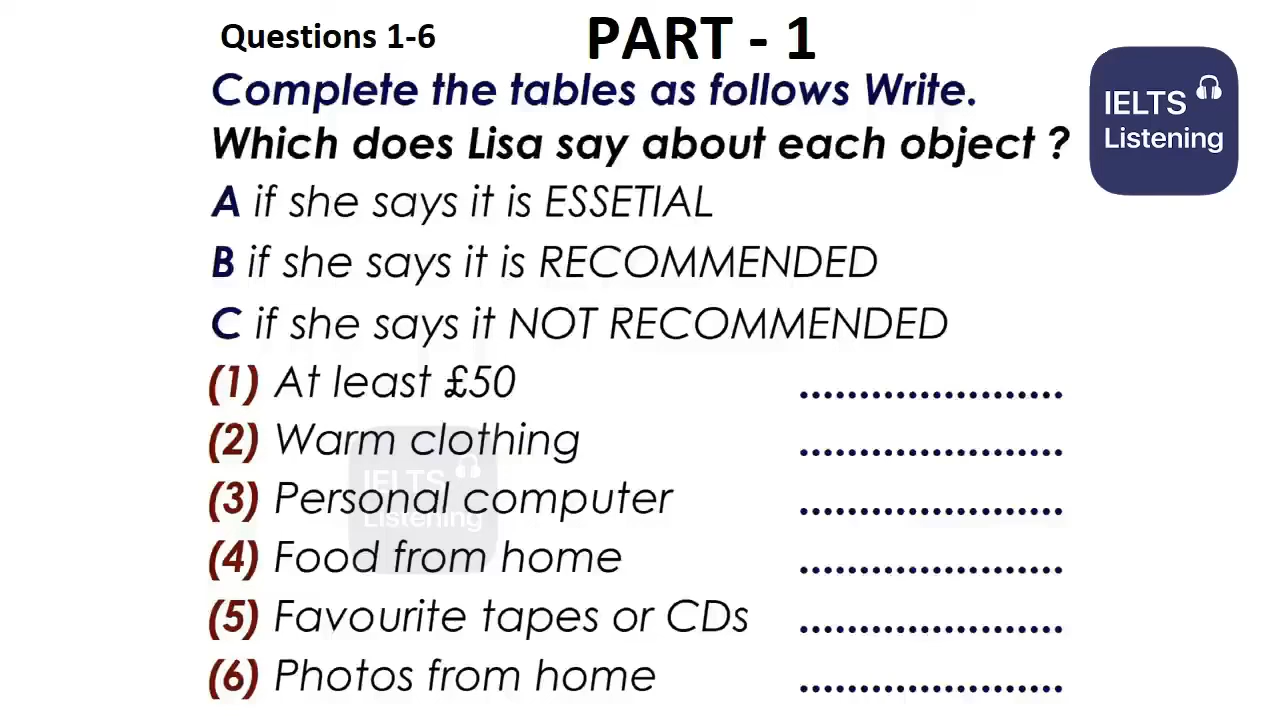 Questions 1-6
PART - 1
Complete the tables as follows Write.
Which does Lisa say about each object ?
IELTS
Listening
A if she says it is ESSETIAL
B if she says it is RECOMMENDED
C if she says it NOT RECOMMENDED
(1) At least £50 ......................
(2) Warm clothing ......................
(3) Personal computer ......................
IELTS
Listening
(4) Food from home ......................
(5) Favourite tapes or CDs ......................
(6) Photos from home ......................